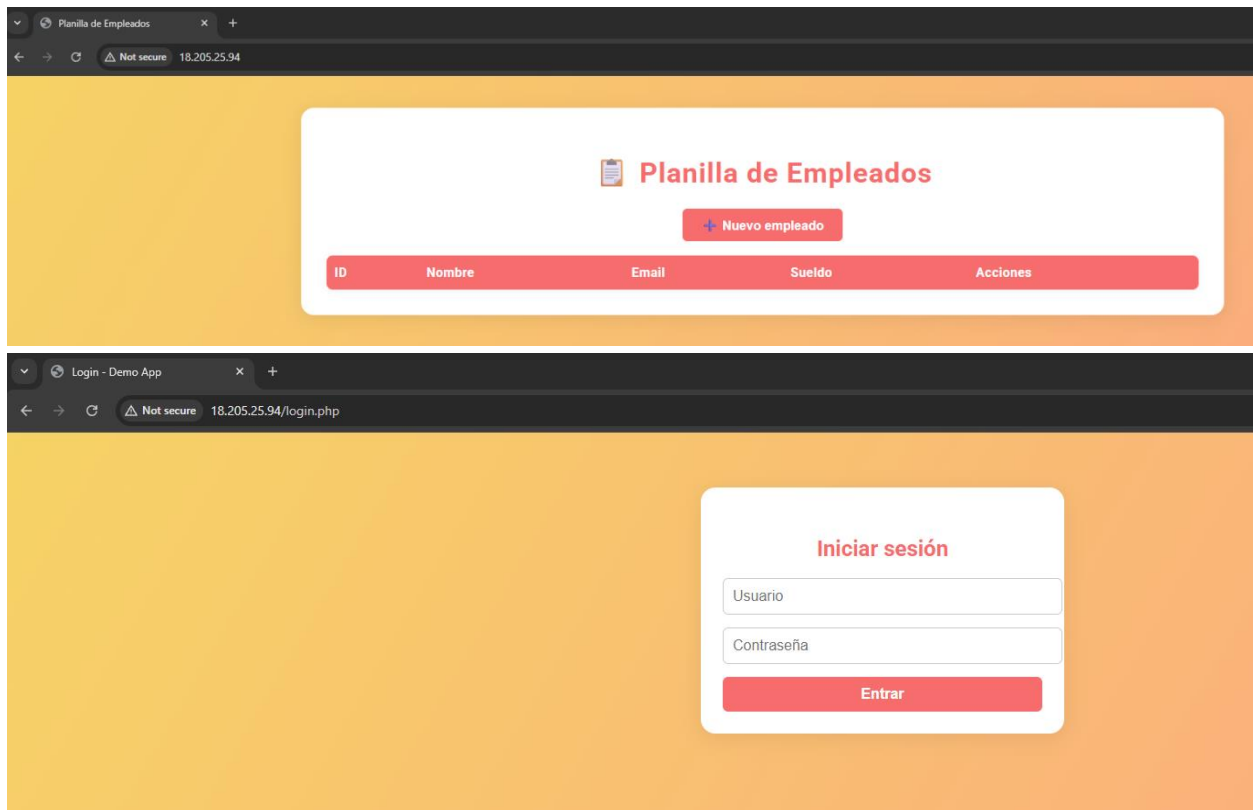 Planilla de Empleados
Not secure 18.205.25.94
📋 Planilla de Empleados
➕ Nuevo empleado
ID Nombre Email Sueldo Acciones
Login - Demo App
Not secure 18.205.25.94/login.php
Iniciar sesión
Usuario
Contraseña
Entrar